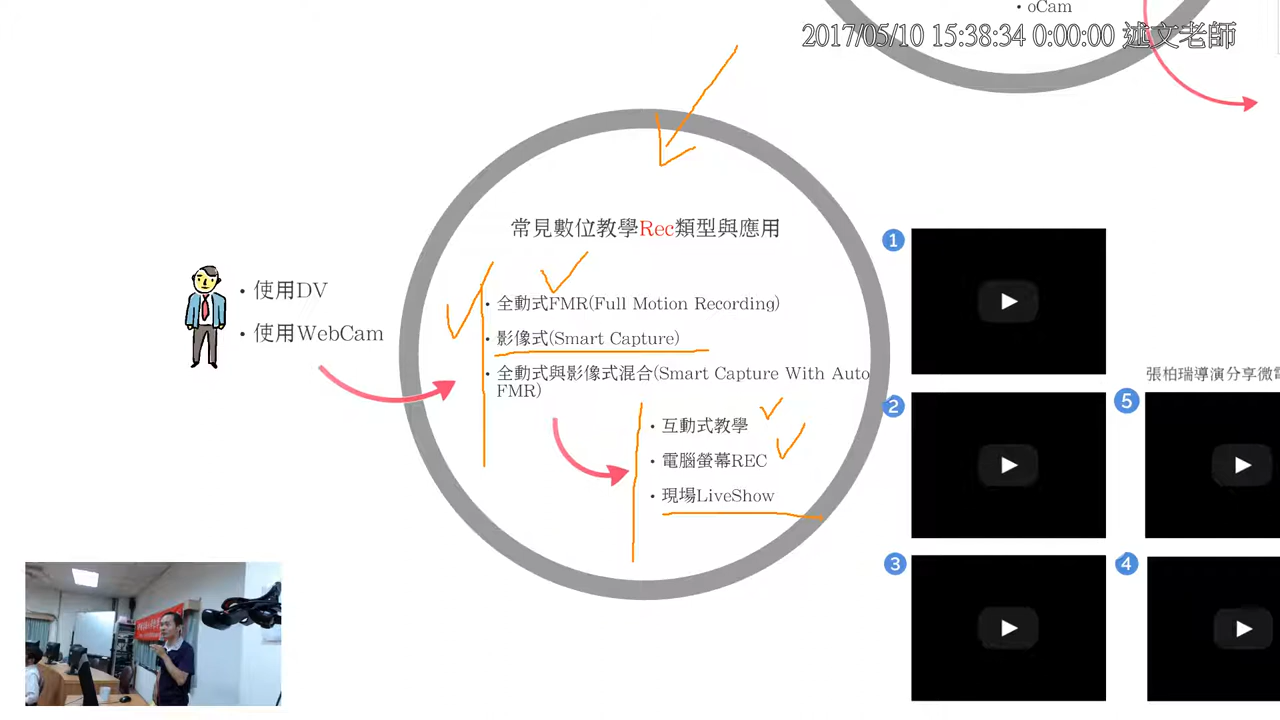 • oCam
2017/05/10 15:38:34 0:00:00 述文老師
常見數位教學Rec類型與應用
• 使用DV
• 使用WebCam
• 全動式FMR(Full Motion Recording)
• 影像式(Smart Capture)
• 全動式與影像式混合(Smart Capture With Auto
FMR)
• 互動式教學
• 電腦螢幕REC
• 現場LiveShow
1
2
3
張柏瑞導演分享微電
5
4